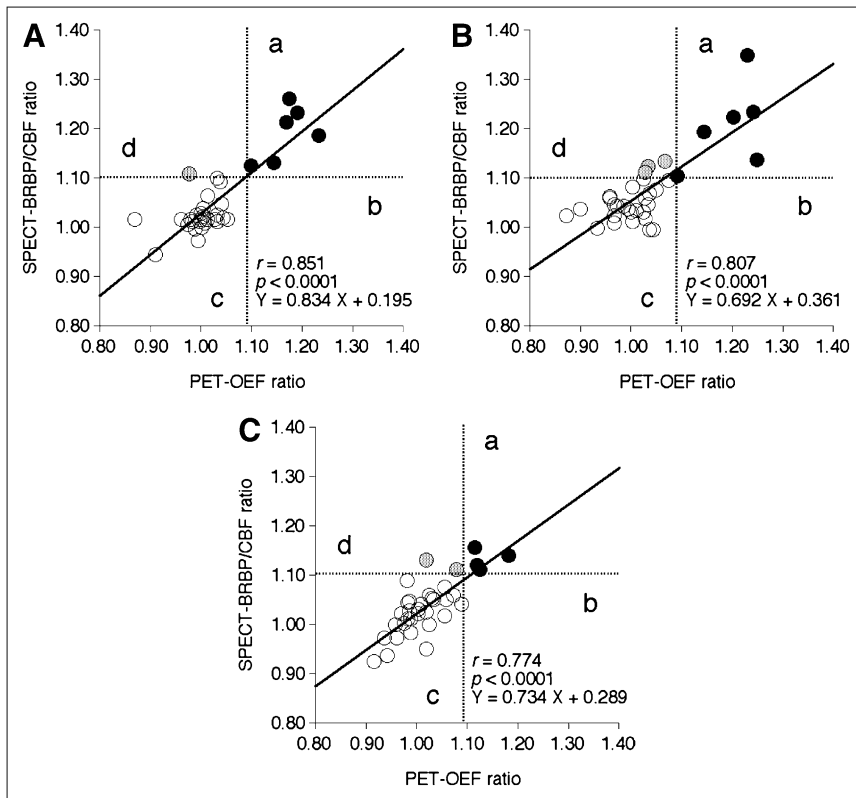 A
1.40
1.30
1.20
1.10
1.00
0.90
0.80
SPECT-BRBP/CBF ratio
a
d
b
c
r = 0.851
p < 0.0001
Y = 0.834 X + 0.195
0.80 0.90 1.00 1.10 1.20 1.30 1.40
PET-OEF ratio
B
1.40
1.30
1.20
1.10
1.00
0.90
0.80
SPECT-BRBP/CBF ratio
a
d
b
c
r = 0.807
p < 0.0001
Y = 0.692 X + 0.361
0.80 0.90 1.00 1.10 1.20 1.30 1.40
PET-OEF ratio
C
1.40
1.30
1.20
1.10
1.00
0.90
0.80
SPECT-BRBP/CBF ratio
a
d
b
c
r = 0.774
p < 0.0001
Y = 0.734 X + 0.289
0.80 0.90 1.00 1.10 1.20 1.30 1.40
PET-OEF ratio